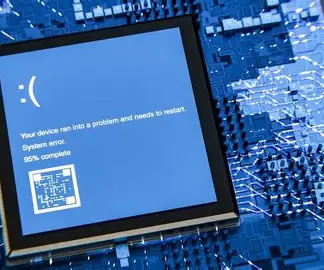 :(
Your device ran into a problem and needs to restart.
System error.
95% complete